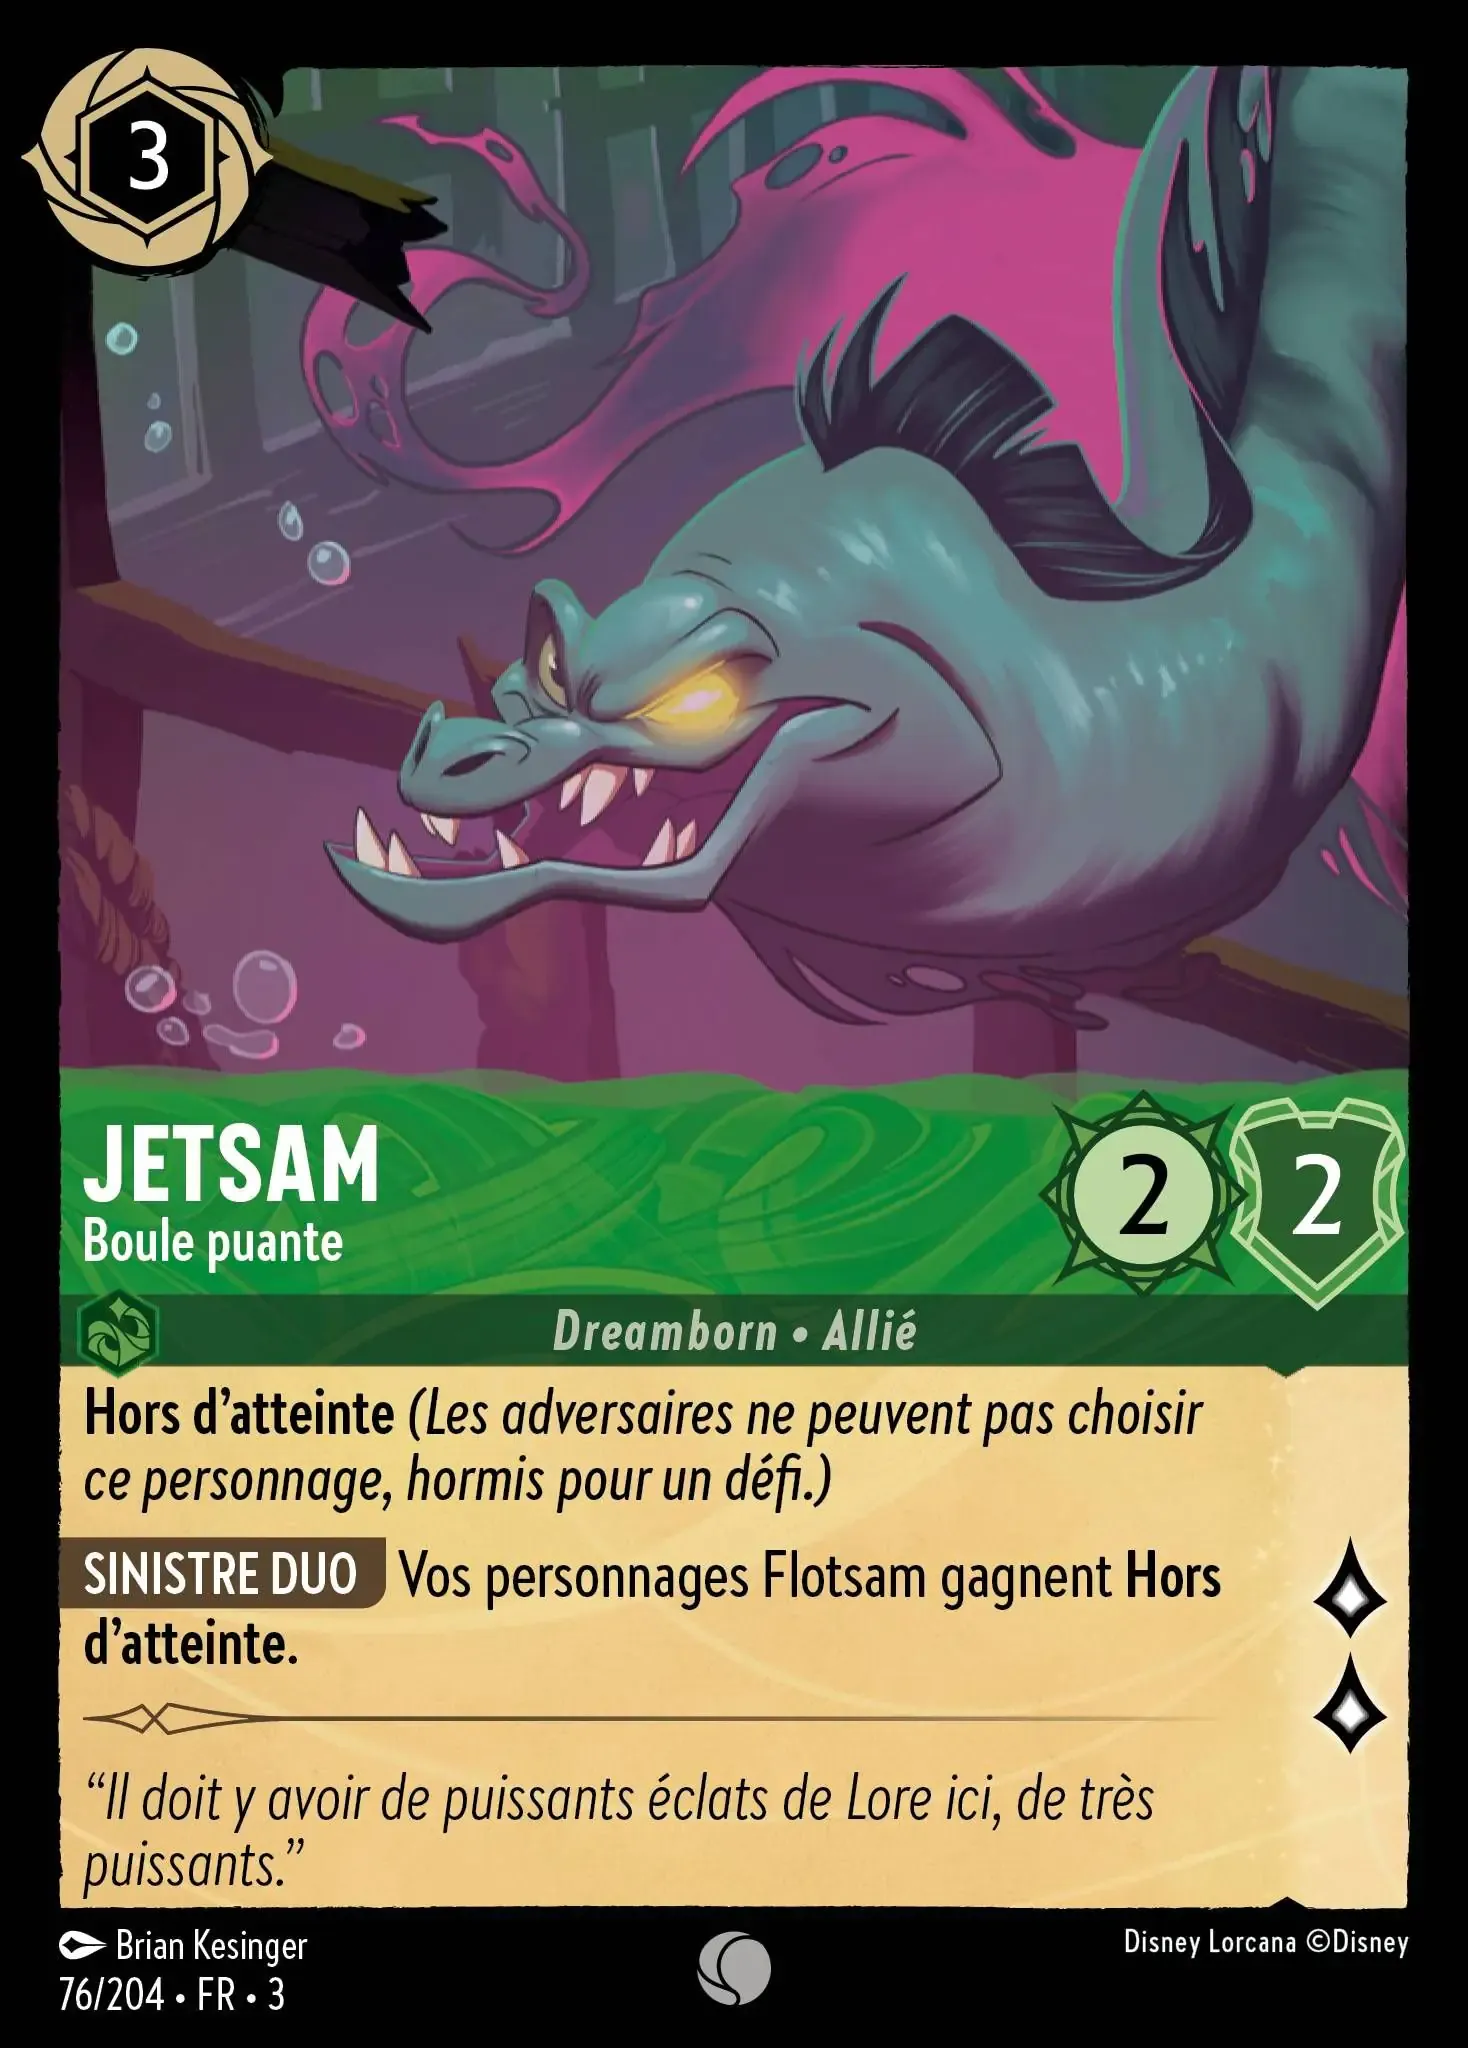 3
JETSAM
Boule puante
2
2
Dreamborn • Allié
Hors d’atteinte (Les adversaires ne peuvent pas choisir
ce personnage, hormis pour un défi.)
SINISTRE DUO Vos personnages Flotsam gagnent Hors
d’atteinte.
“Il doit y avoir de puissants éclats de Lore ici, de très
puissants.”
Brian Kesinger
Disney Lorcana ©Disney
76/204 • FR • 3